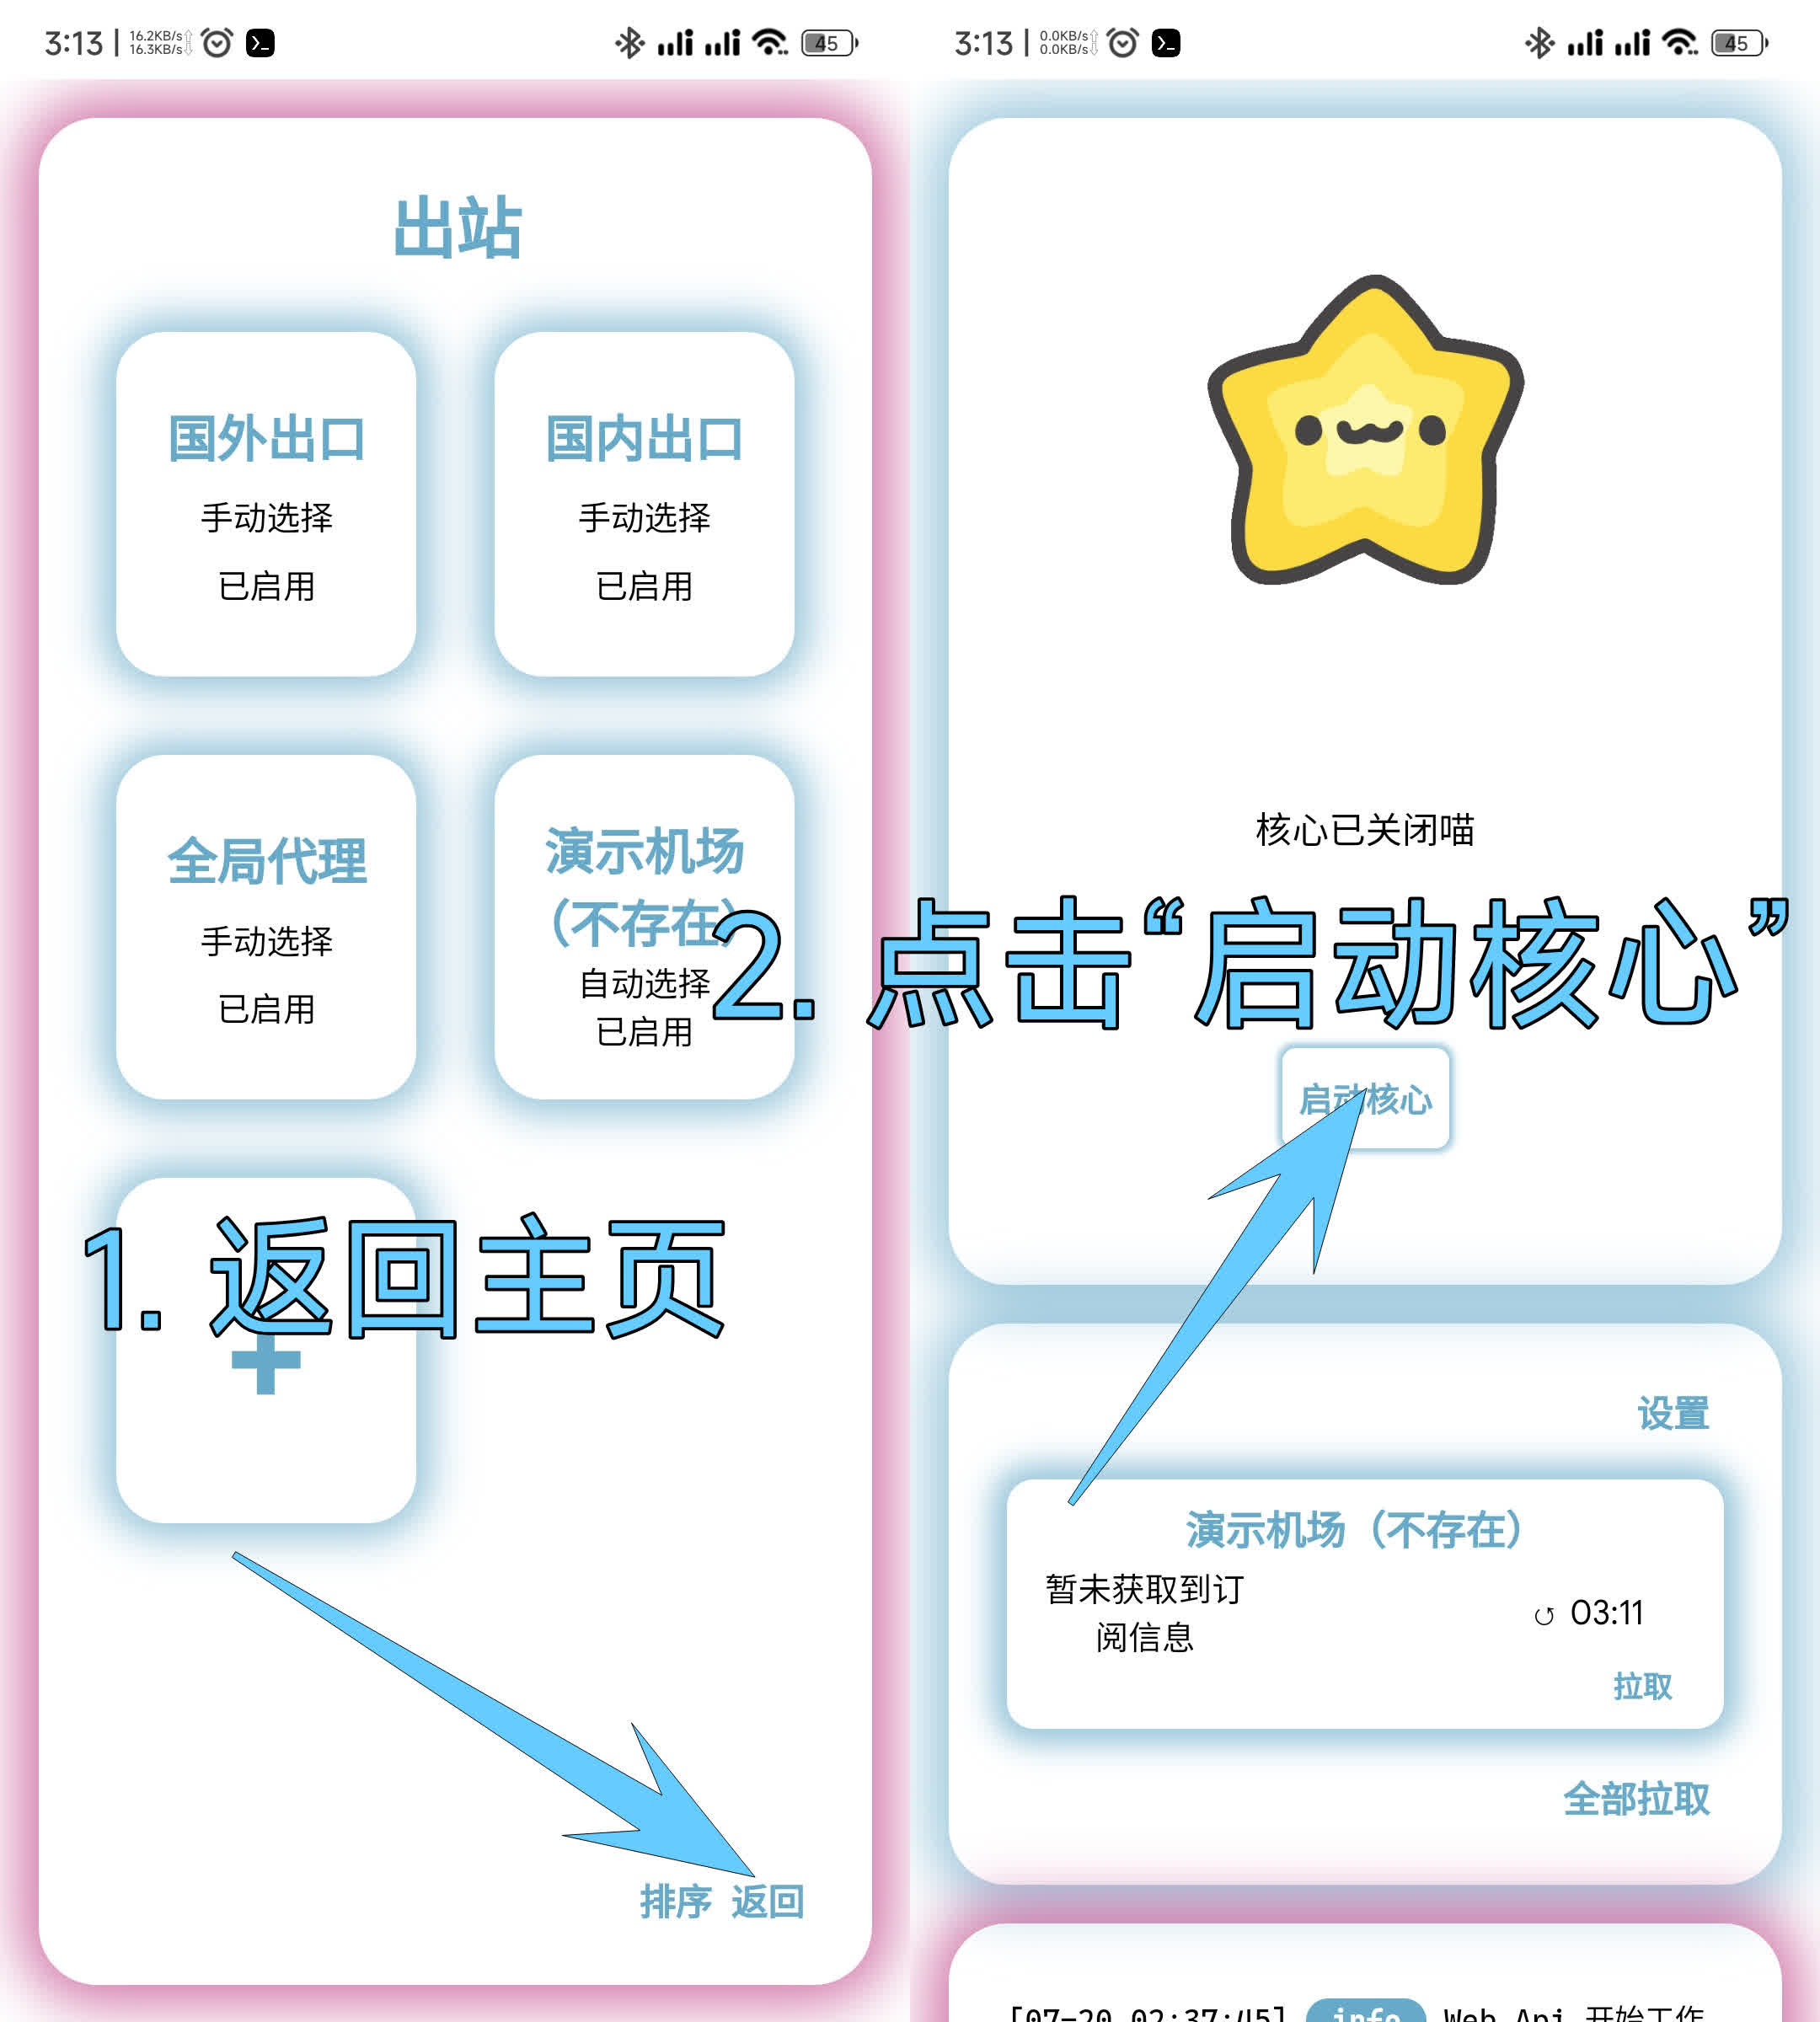 3:13 | 16.2KB/s 16.3KB/s 45
出站
国外出口
手动选择
已启用
国内出口
手动选择
已启用
全局代理
手动选择
已启用
演示机场
（不存在）
自动选择
已启用
1. 返回主页
+
排序 返回
3:13 | 0.0KB/s 0.0KB/s 45
核心已关闭喵
2. 点击“启动核心”
启动核心
设置
演示机场（不存在）
暂未获取到订
阅信息
03:11
拉取
全部拉取
[07-20 02:37:45] info Web Api 开始工作